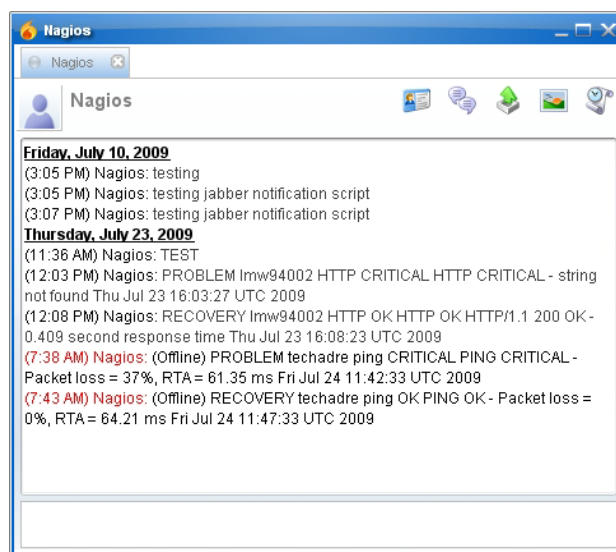 Nagios
Nagios
Nagios
Friday, July 10, 2009
(3:05 PM) Nagios: testing
(3:05 PM) Nagios: testing jabber notification script
(3:07 PM) Nagios: testing jabber notification script
Thursday, July 23, 2009
(11:36 AM) Nagios: TEST
(12:03 PM) Nagios: PROBLEM lmw94002 HTTP CRITICAL HTTP CRITICAL - string
not found Thu Jul 23 16:03:27 UTC 2009
(12:08 PM) Nagios: RECOVERY lmw94002 HTTP OK HTTP OK HTTP/1.1 200 OK -
0.409 second response time Thu Jul 23 16:08:23 UTC 2009
(7:38 AM) Nagios: (Offline) PROBLEM techadre ping CRITICAL PING CRITICAL -
Packet loss = 37%, RTA = 61.35 ms Fri Jul 24 11:42:33 UTC 2009
(7:43 AM) Nagios: (Offline) RECOVERY techadre ping OK PING OK - Packet loss =
0%, RTA = 64.21 ms Fri Jul 24 11:47:33 UTC 2009